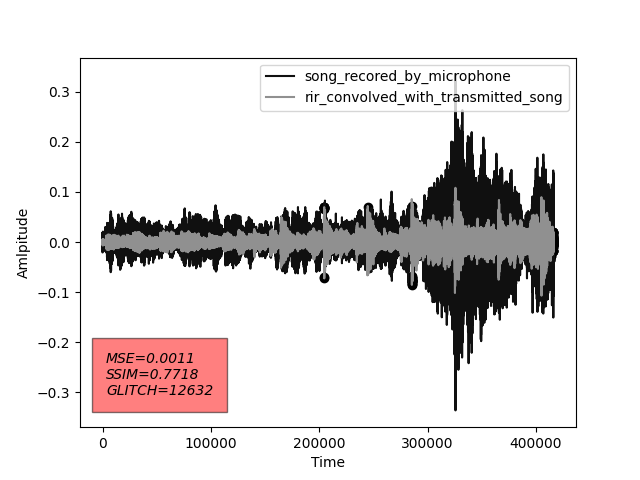 song_recored_by_microphone
rir_convolved_with_transmitted_song
0.3
0.2
0.1
0.0
−0.1
−0.2
−0.3
Amlpitude
MSE=0.0011
SSIM=0.7718
GLITCH=12632
0
100000
200000
300000
400000
Time